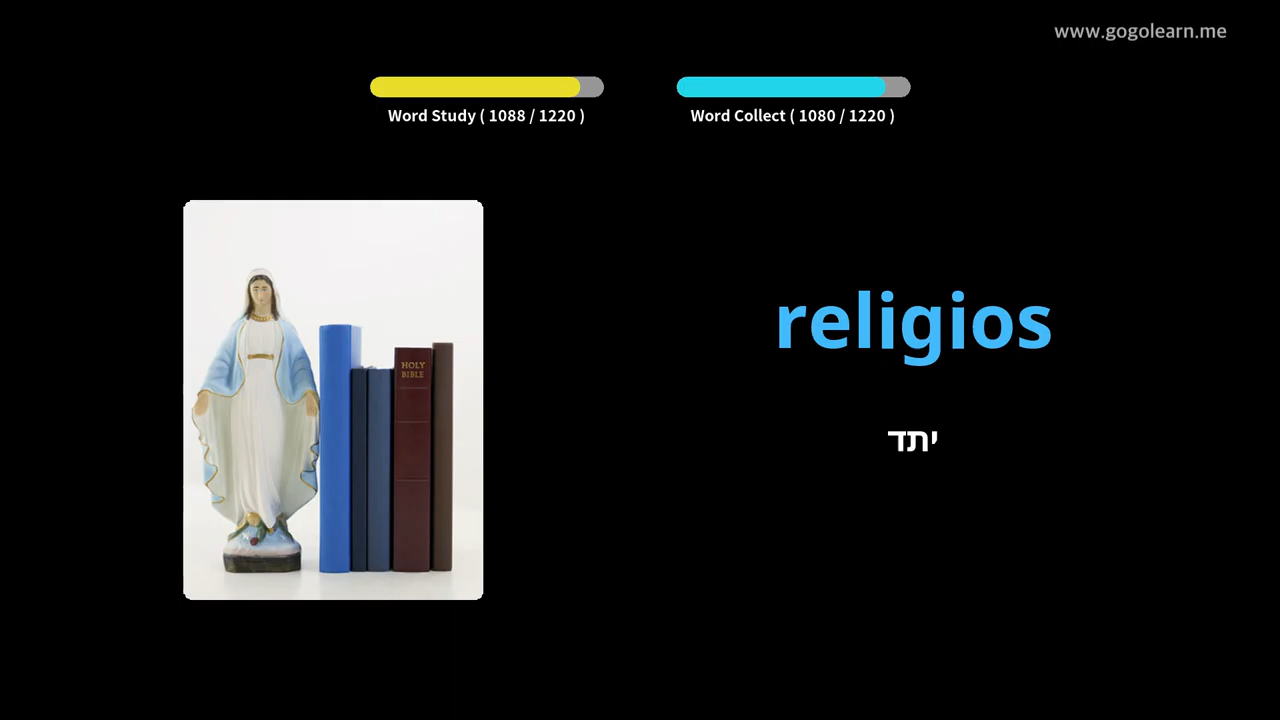 www.gogolearn.me
Word Study ( 1088 / 1220 )
Word Collect ( 1080 / 1220 )
HOLY
BIBLE
religios
יתד